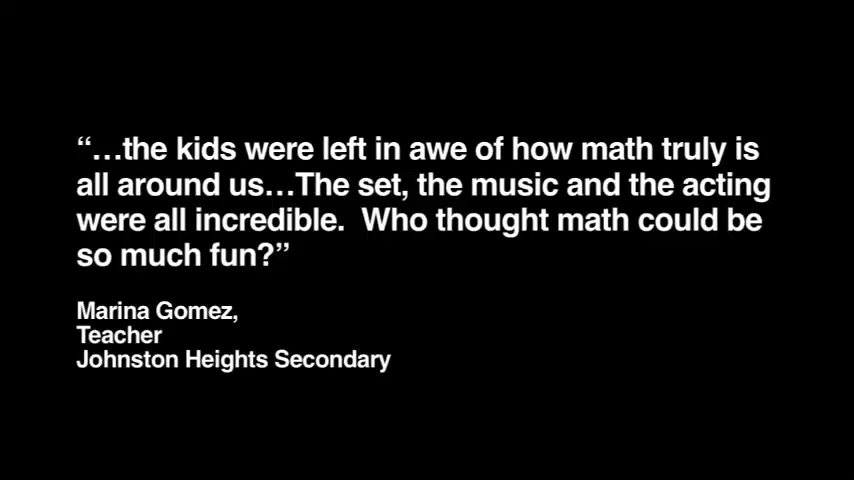 “…the kids were left in awe of how math truly is
all around us…The set, the music and the acting
were all incredible.  Who thought math could be
so much fun?”
Marina Gomez,
Teacher
Johnston Heights Secondary